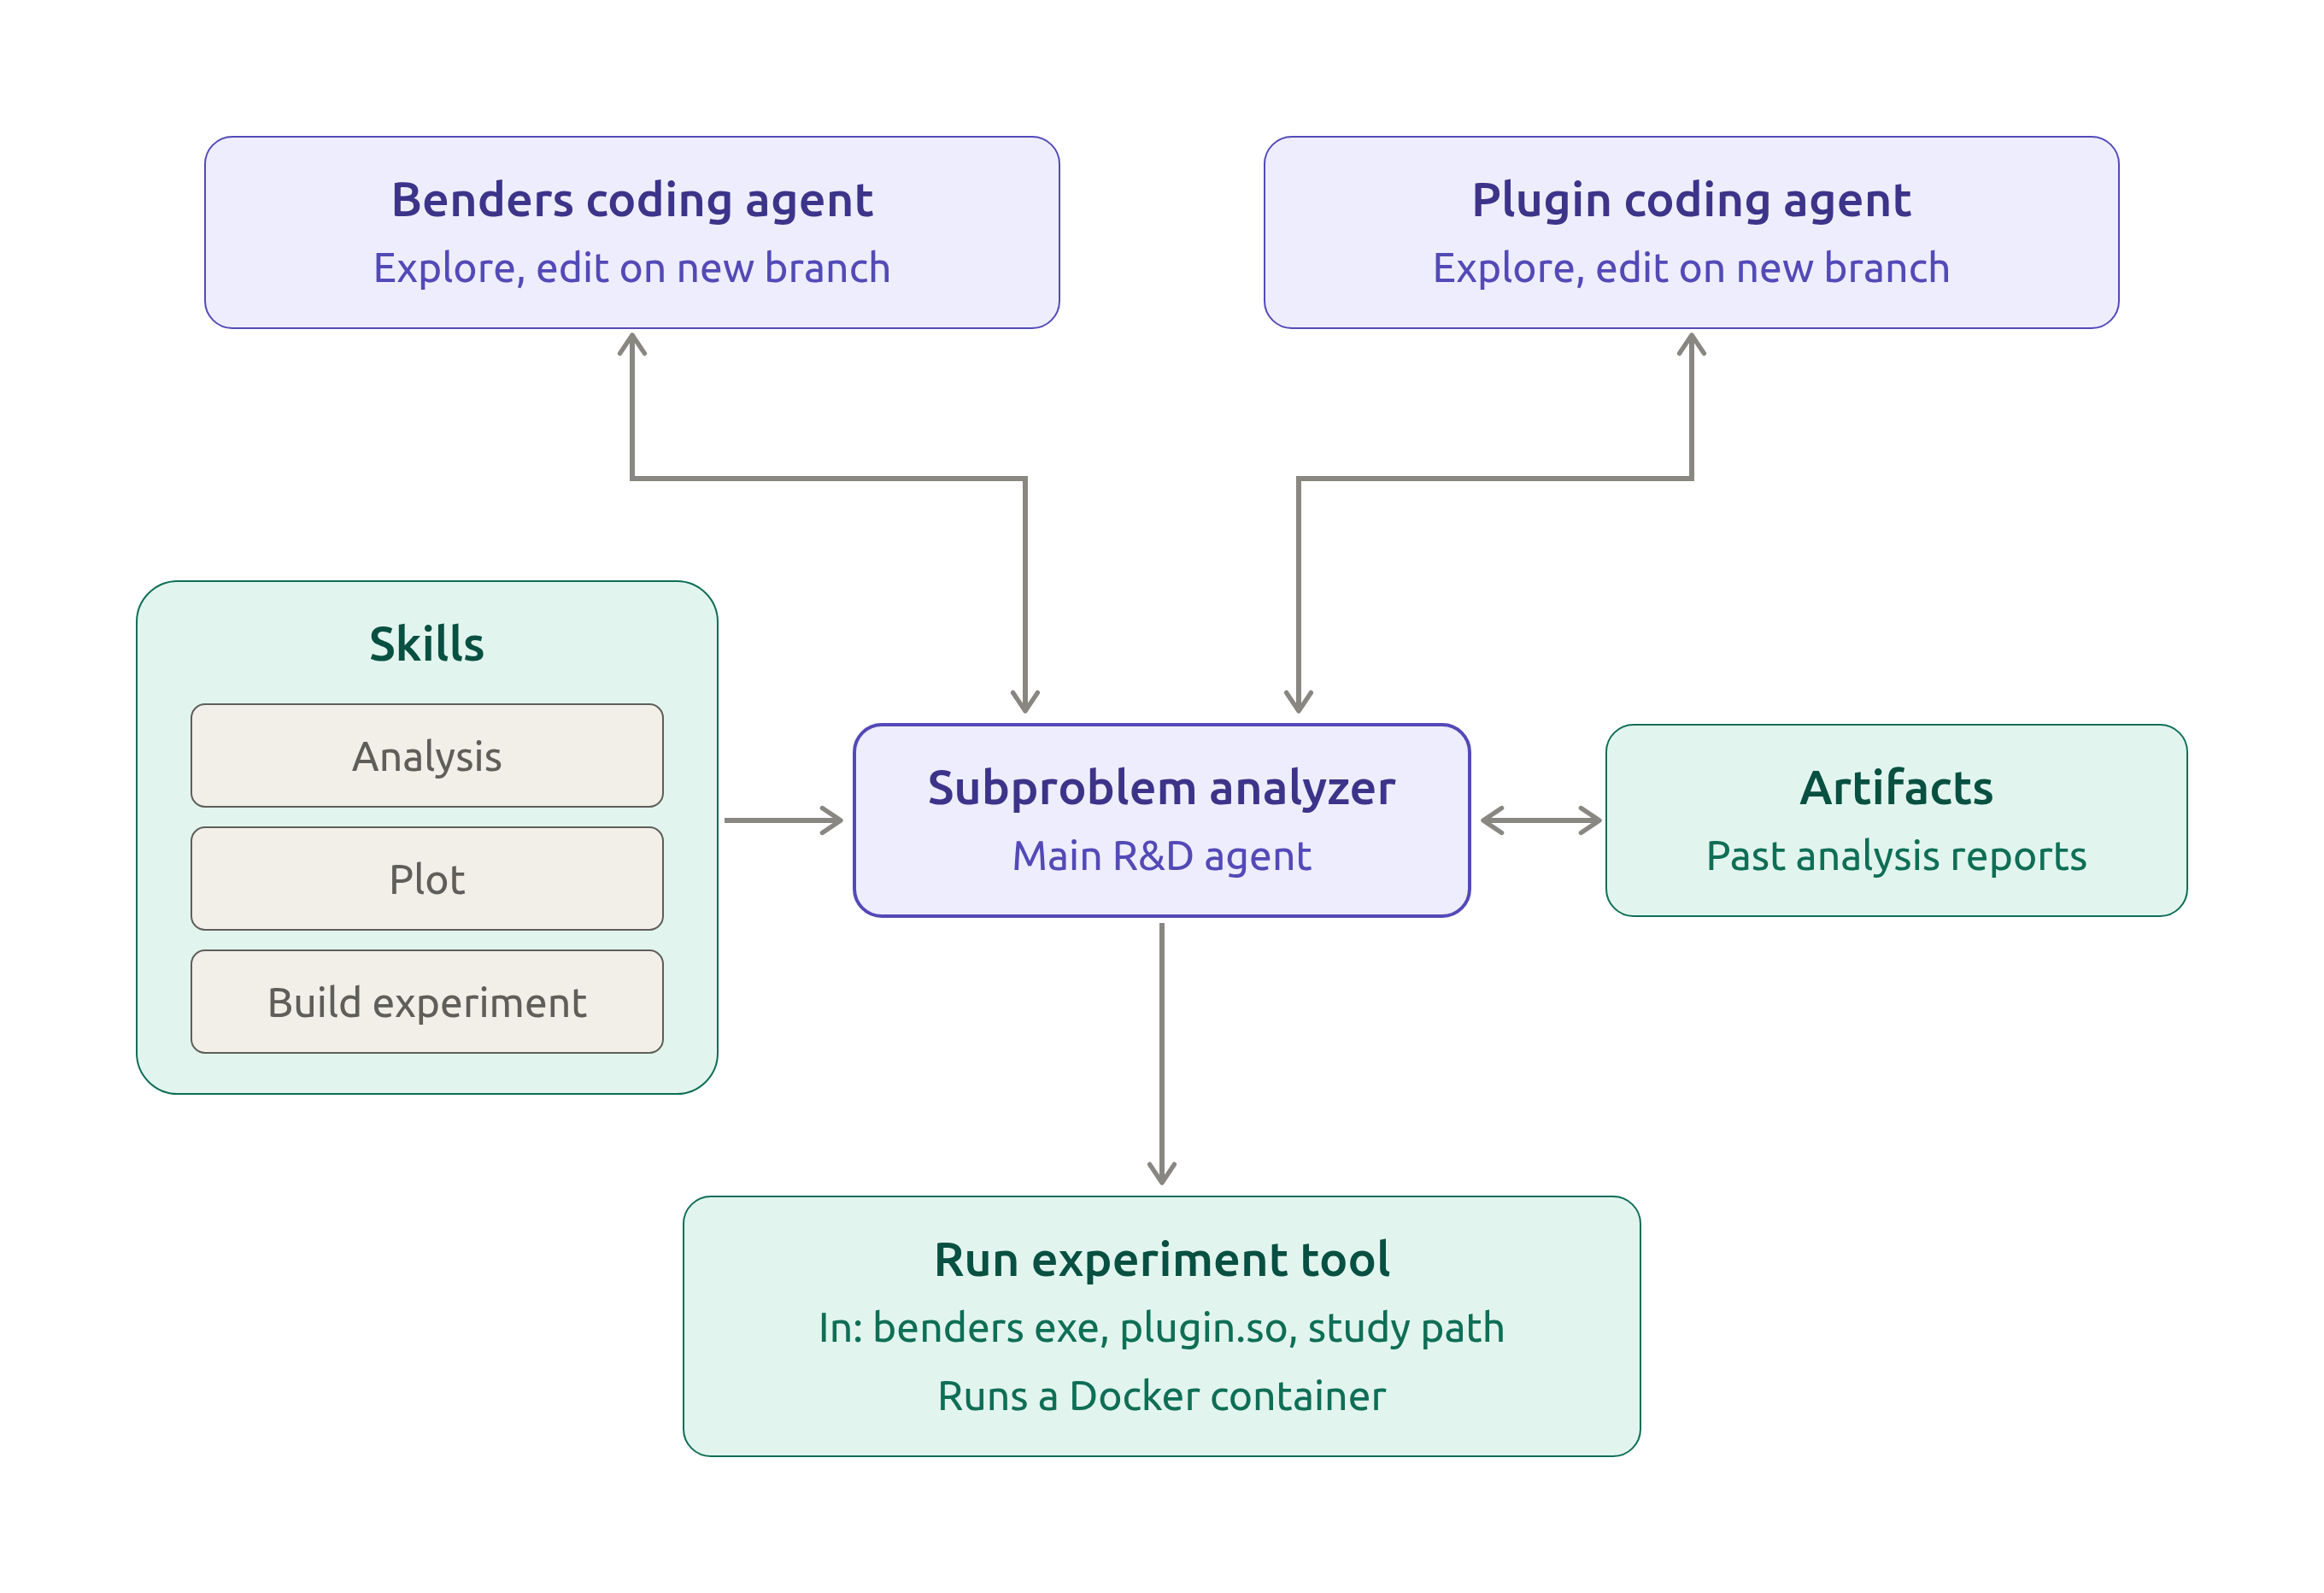 Benders coding agent
Explore, edit on new branch
Plugin coding agent
Explore, edit on new branch
Skills
Analysis
Plot
Build experiment
Subproblem analyzer
Main R&D agent
Artifacts
Past analysis reports
Run experiment tool
In: benders exe, plugin.so, study path
Runs a Docker container